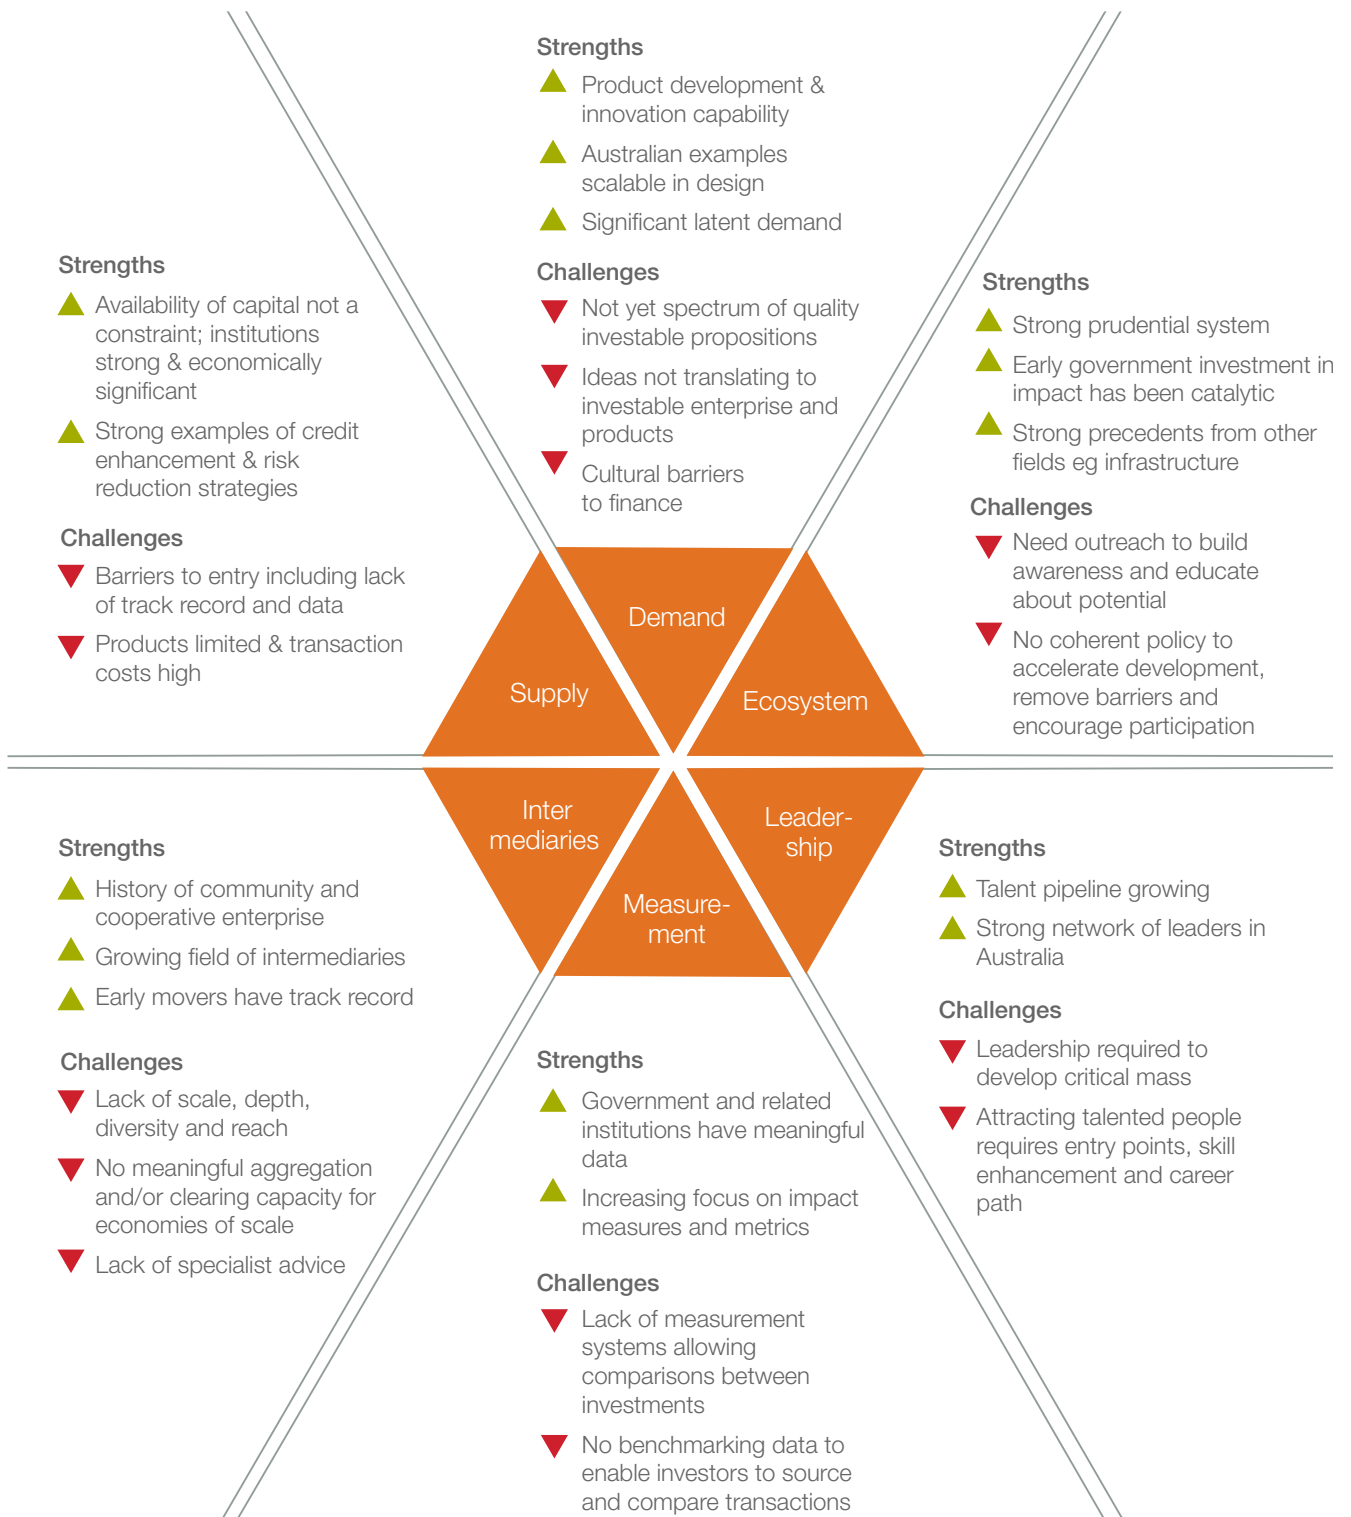 Strengths
Product development &
innovation capability
Australian examples
scalable in design
Significant latent demand
Challenges
Not yet spectrum of quality
investable propositions
Ideas not translating to
investable enterprise and
products
Cultural barriers
to finance
Strengths
Availability of capital not a
constraint; institutions
strong & economically
significant
Strong examples of credit
enhancement & risk
reduction strategies
Challenges
Barriers to entry including lack
of track record and data
Products limited & transaction
costs high
Strengths
Strong prudential system
Early government investment in
impact has been catalytic
Strong precedents from other
fields eg infrastructure
Challenges
Need outreach to build
awareness and educate
about potential
No coherent policy to
accelerate development,
remove barriers and
encourage participation
Demand
Supply
Ecosystem
Inter
mediaries
Leader-
ship
Measure-
ment
Strengths
History of community and
cooperative enterprise
Growing field of intermediaries
Early movers have track record
Challenges
Lack of scale, depth,
diversity and reach
No meaningful aggregation
and/or clearing capacity for
economies of scale
Lack of specialist advice
Strengths
Government and related
institutions have meaningful
data
Increasing focus on impact
measures and metrics
Challenges
Lack of measurement
systems allowing
comparisons between
investments
No benchmarking data to
enable investors to source
and compare transactions
Strengths
Talent pipeline growing
Strong network of leaders in
Australia
Challenges
Leadership required to
develop critical mass
Attracting talented people
requires entry points, skill
enhancement and career
path